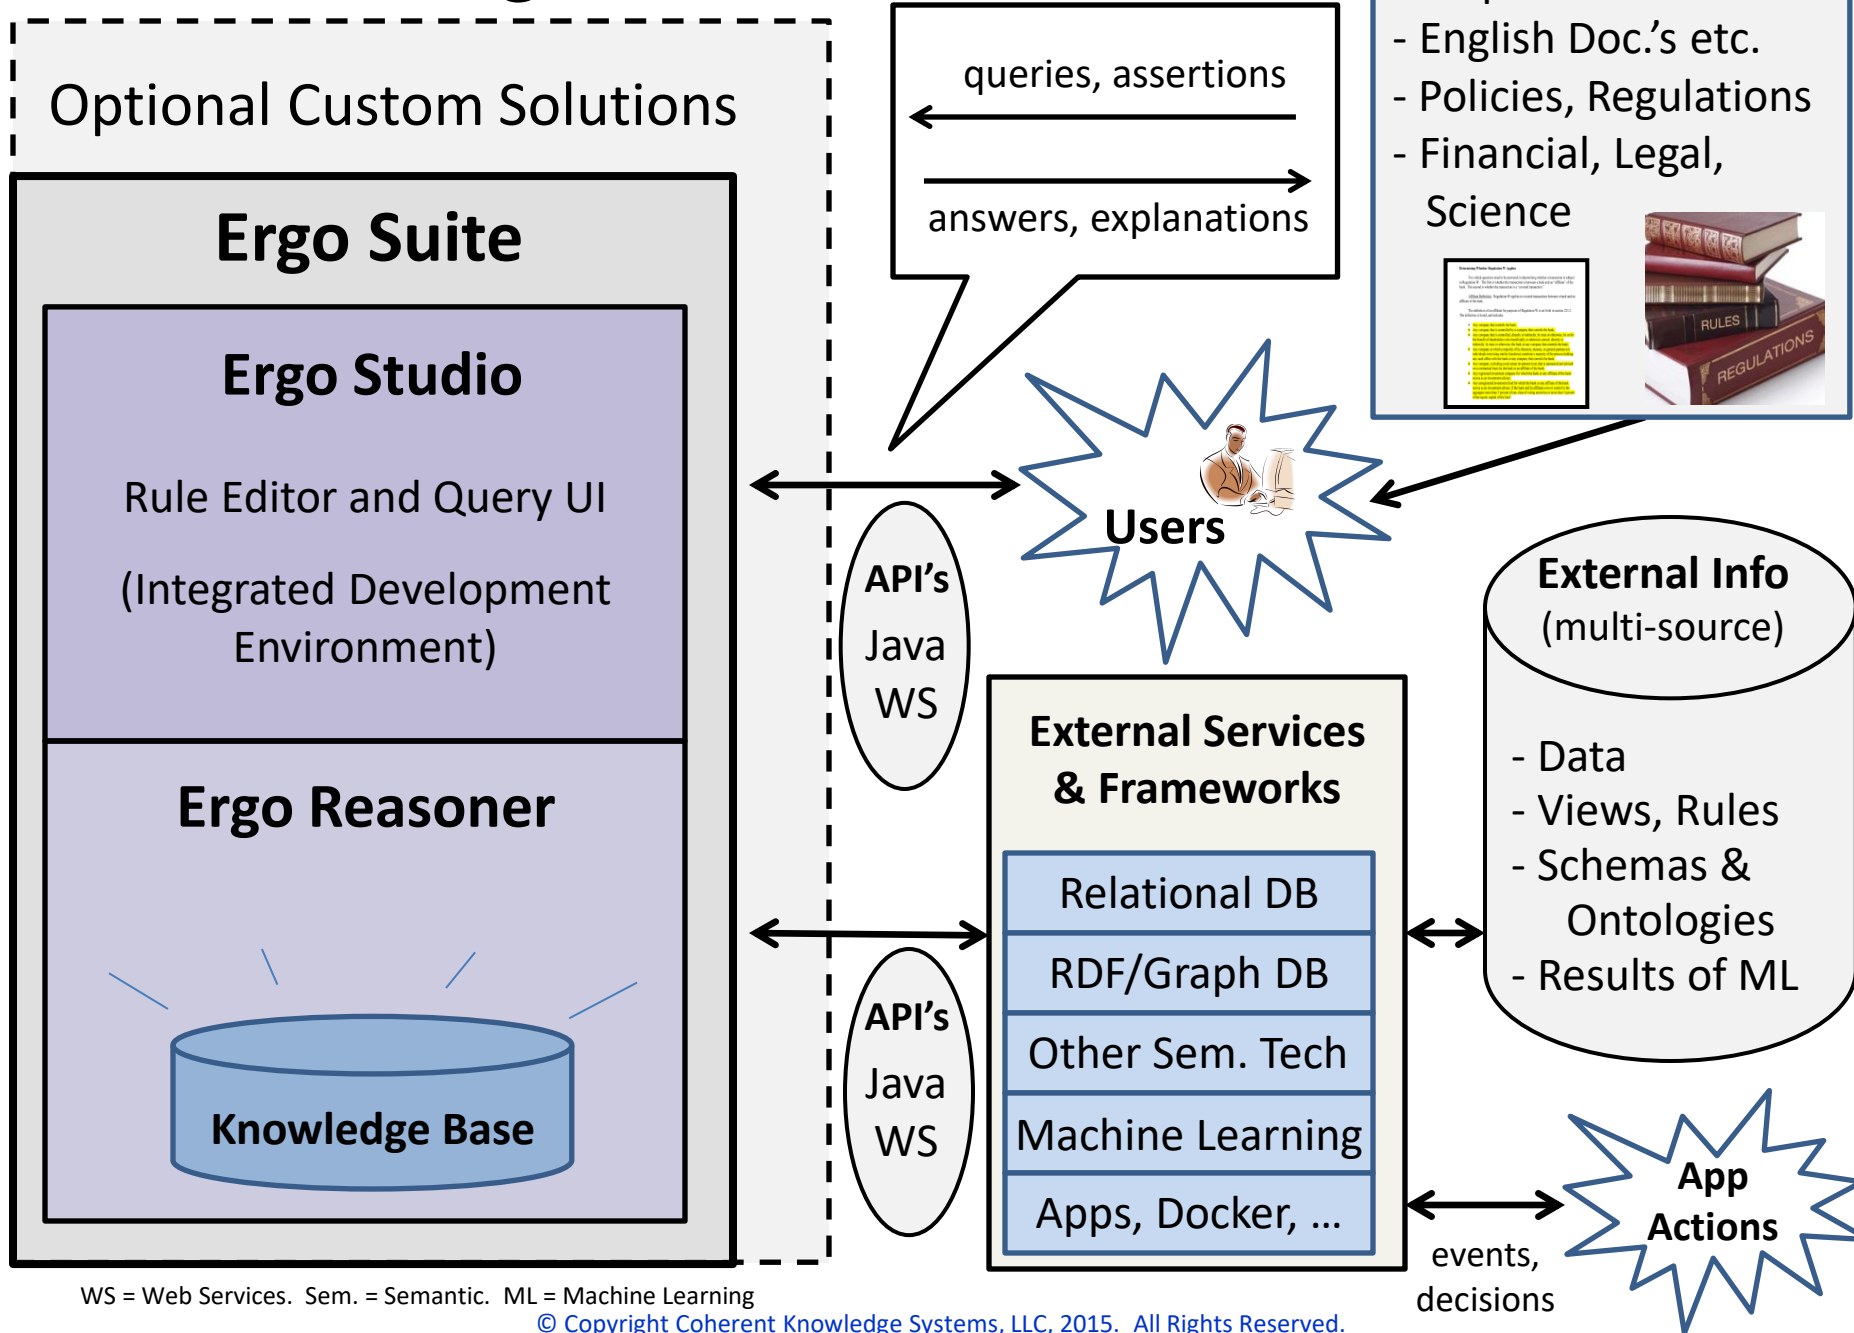 Optional Custom Solutions
Ergo Suite
Ergo Studio
Rule Editor and Query UI
(Integrated Development
Environment)
Ergo Reasoner
Knowledge Base
queries, assertions
answers, explanations
- English Doc.’s etc.
- Policies, Regulations
- Financial, Legal,
Science
RULES
REGULATIONS
Users
API’s
Java
WS
External Services
& Frameworks
Relational DB
RDF/Graph DB
Other Sem. Tech
Machine Learning
Apps, Docker, ...
API’s
Java
WS
External Info
(multi-source)
- Data
- Views, Rules
- Schemas &
Ontologies
- Results of ML
App
Actions
events,
decisions
WS = Web Services. Sem. = Semantic. ML = Machine Learning
© Copyright Coherent Knowledge Systems, LLC, 2015. All Rights Reserved.